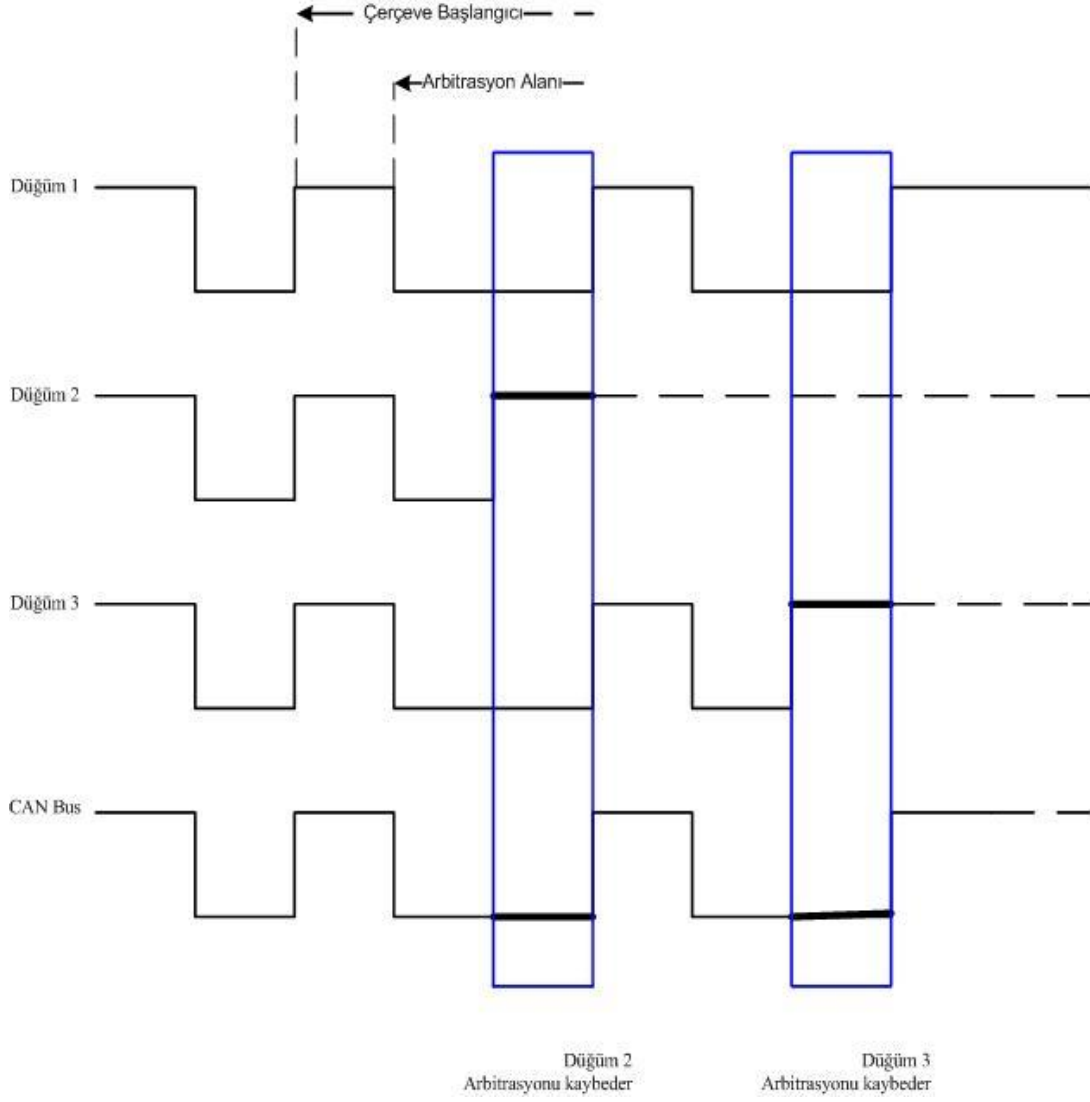 Çerçeve Başlangıcı
Arbitrasyon Alanı
Düğüm 1
Düğüm 2
Düğüm 3
CAN Bus
Düğüm 2
Arbitrasyonu kaybeder
Düğüm 3
Arbitrasyonu kaybeder